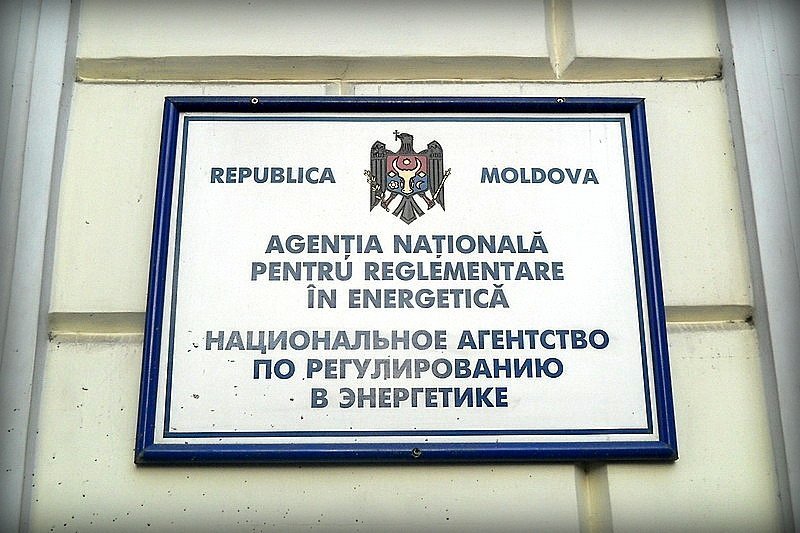 REPUBLICA MOLDOVA
AGENȚIA NAȚIONALĂ
PENTRU REGLEMENTARE
ÎN ENERGETICĂ
НАЦИОНАЛЬНОЕ АГЕНТСТВО
ПО РЕГУЛИРОВАНИЮ
В ЭНЕРГЕТИКЕ